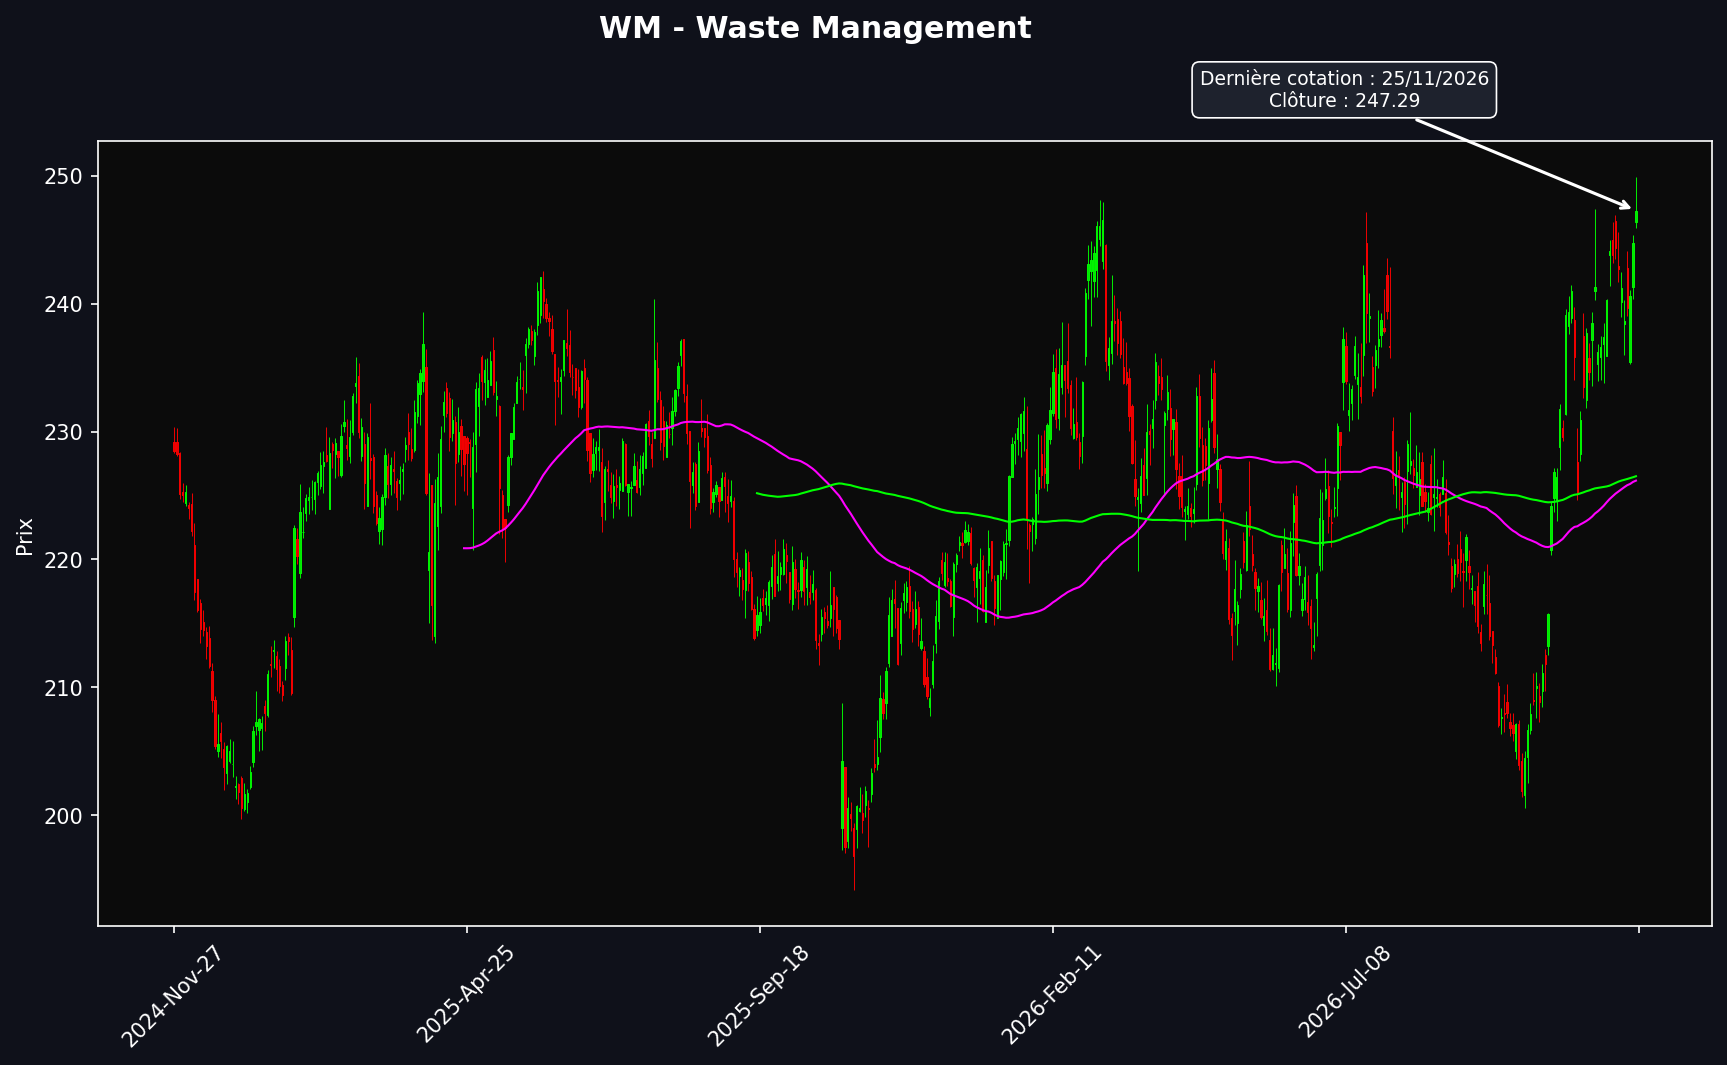 WM - Waste Management
Dernière cotation : 25/11/2026
Clôture : 247.29
Prix
250
240
230
220
210
200
2024-Nov-27
2025-Apr-25
2025-Sep-18
2026-Feb-11
2026-Jul-08